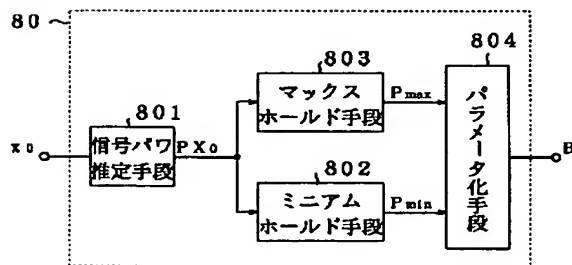 80
801
信号パワ
推定手段
x0
PX0
803
マックス
ホールド手段
Pmax
802
ミニアム
ホールド手段
Pmin
804
パラメータ化手段
B